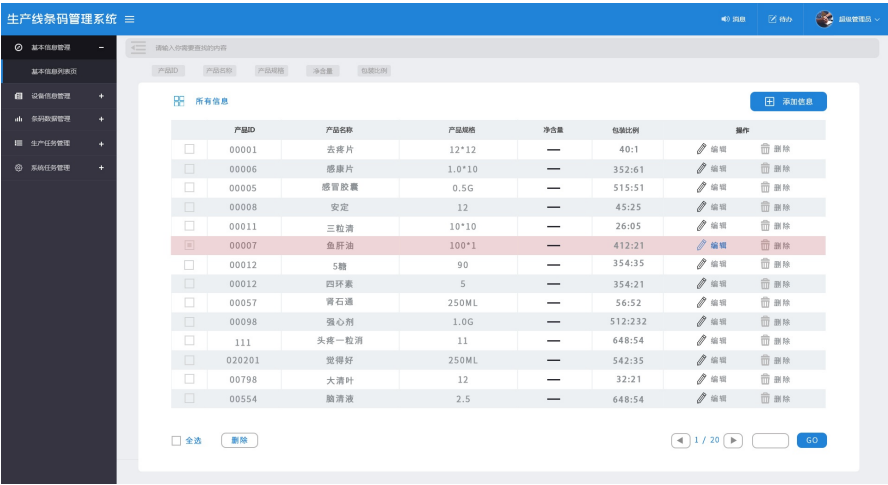 生产线条码管理系统
消息 待办 超级管理员
基本信息管理 −
基本信息列表页
设备信息管理 +
条码数据管理 +
生产任务管理 +
系统任务管理 +
请输入你需要查找的内容
产品ID 产品名称 产品规格 净含量 包装比例
所有信息 添加信息
产品ID 产品名称 产品规格 净含量 包装比例 操作
00001 去疼片 12*12 — 40:1 编辑 删除
00006 感康片 1.0*10 — 352:61 编辑 删除
00005 感冒胶囊 0.5G — 515:51 编辑 删除
00008 安定 12 — 45:25 编辑 删除
00011 三粒清 10*10 — 26:05 编辑 删除
00007 鱼肝油 100*1 — 412:21 编辑 删除
00012 5糖 90 — 354:35 编辑 删除
00012 四环素 5 — 354:21 编辑 删除
00057 肾石通 250ML — 56:52 编辑 删除
00098 强心剂 1.0G — 512:232 编辑 删除
111 头疼一粒消 11 — 648:54 编辑 删除
020201 觉得好 250ML — 542:35 编辑 删除
00798 大清叶 12 — 32:21 编辑 删除
00554 脑清液 2.5 — 648:54 编辑 删除
全选 删除 1 / 20 GO